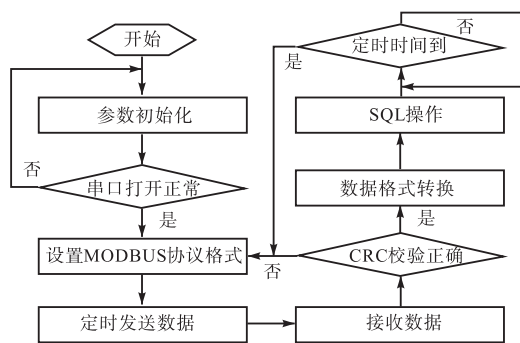 开始
参数初始化
否
串口打开正常
是
设置MODBUS协议格式
定时发送数据
接收数据
CRC校验正确
否
是
数据格式转换
SQL操作
定时时间到
是
否